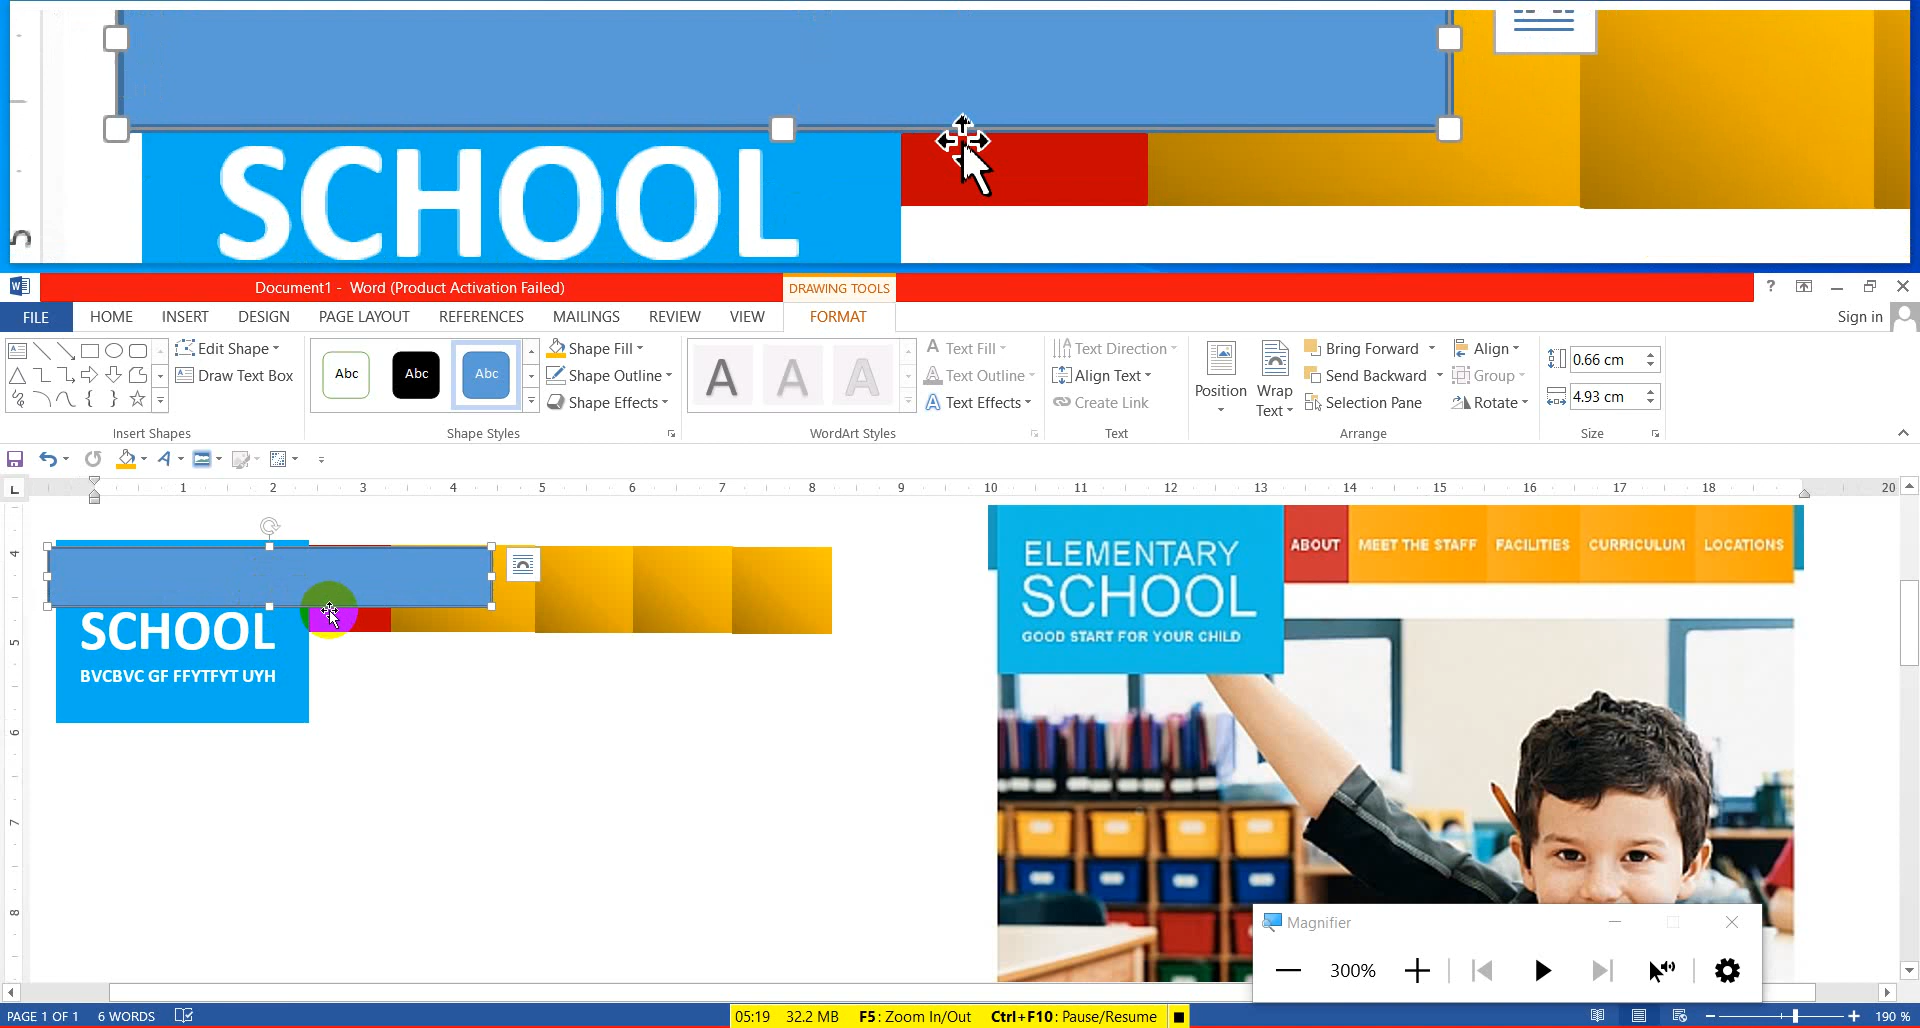 SCHOOL
5
Document1 - Word (Product Activation Failed)
DRAWING TOOLS
?
FILE
HOME
INSERT
DESIGN
PAGE LAYOUT
REFERENCES
MAILINGS
REVIEW
VIEW
FORMAT
Sign in
Edit Shape
Draw Text Box
Insert Shapes
Abc
Abc
Abc
Shape Fill
Shape Outline
Shape Effects
Shape Styles
A A A
WordArt Styles
Text Fill
Text Outline
Text Effects
Text Direction
Align Text
Create Link
Text
Position
Wrap
Text
Bring Forward
Send Backward
Selection Pane
Align
Group
Rotate
Arrange
0.66 cm
4.93 cm
Size
1 2 3 4 5 6 7 8 9 10 11 12 13 14 15 16 17 18 20
4
5
6
7
8
SCHOOL
BVCBVC GF FFYTFYT UYH
ELEMENTARY
SCHOOL
GOOD START FOR YOUR CHILD
ABOUT
MEET THE STAFF
FACILITIES
CURRICULUM
LOCATIONS
Magnifier
300%
PAGE 1 OF 1
6 WORDS
05:19 32.2 MB F5: Zoom In/Out Ctrl+F10: Pause/Resume
190 %